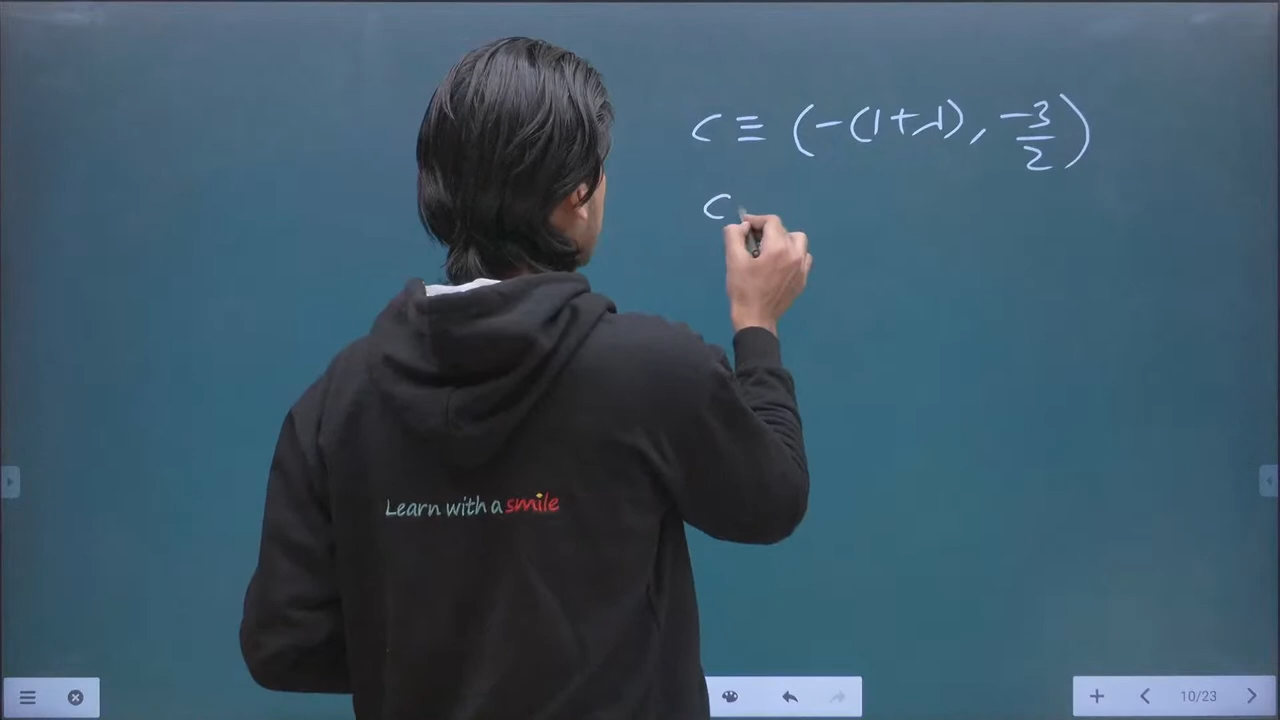 C ≡ (-(1+λ), -3/2)
C
Learn with a smile
10/23